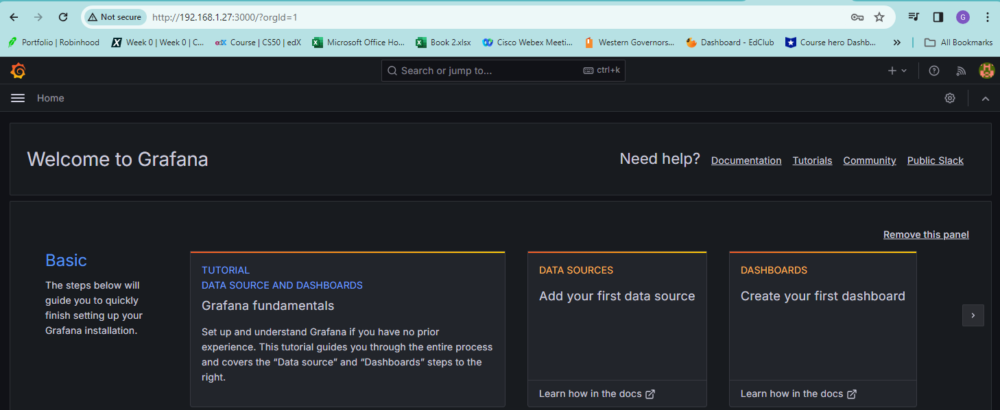 Not secure http://192.168.1.27:3000/?orgId=1 G
Portfolio | Robinhood Week 0 | Week 0 | C... edX Course | CS50 | edX Microsoft Office Ho... Book 2.xlsx Cisco Webex Meeti... Western Governors... Dashboard - EdClub Course hero Dashb... » All Bookmarks
Search or jump to... ctrl+k
Home
Welcome to Grafana
Need help? Documentation Tutorials Community Public Slack
Remove this panel
Basic
The steps below will
guide you to quickly
finish setting up your
Grafana installation.
TUTORIAL
DATA SOURCE AND DASHBOARDS
Grafana fundamentals
Set up and understand Grafana if you have no prior
experience. This tutorial guides you through the entire process
and covers the “Data source” and “Dashboards” steps to the
right.
DATA SOURCES
Add your first data source
Learn how in the docs
DASHBOARDS
Create your first dashboard
Learn how in the docs